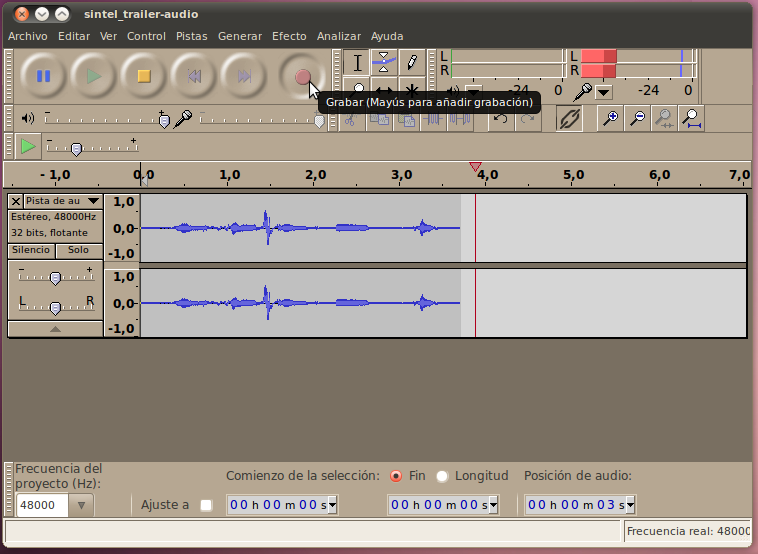 sintel_trailer-audio
Archivo Editar Ver Control Pistas Generar Efecto Analizar Ayuda
L L
R R
-24 0 -24 0
Grabar (Mayús para añadir grabación)
- +
- 1,0 0,0 1,0 2,0 3,0 4,0 5,0 6,0 7,0
Pista de au 1,0
Estéreo, 48000Hz
32 bits, flotante 0,0
Silencio Solo -1,0
- + 1,0
L R 0,0
-1,0
Frecuencia del proyecto (Hz): Comienzo de la selección: Fin Longitud Posición de audio:
48000 Ajuste a 00 h 00 m 00 s 00 h 00 m 00 s 00 h 00 m 03 s
Frecuencia real: 48000